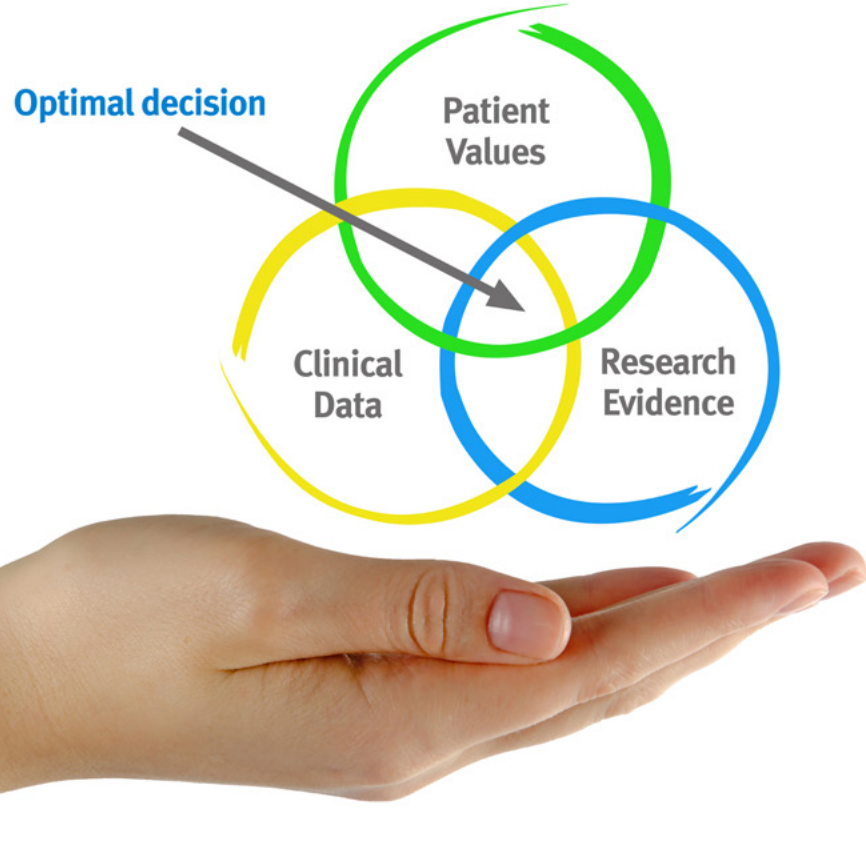 Optimal decision
Patient
Values
Clinical
Data
Research
Evidence